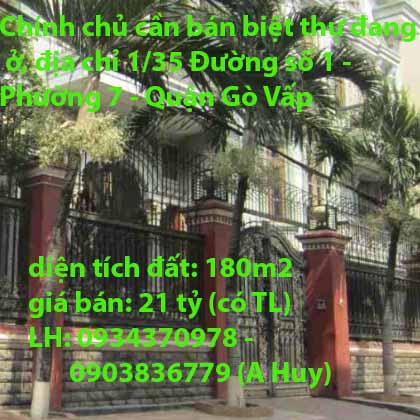 Chính chủ cần bán biệt thự đang
ở, địa chỉ 1/35 Đường số 1 -
Phường 7 - Quận Gò Vấp
diện tích đất: 180m2
giá bán: 21 tỷ (có TL)
LH: 0934370978 -
0903836779 (A Huy)